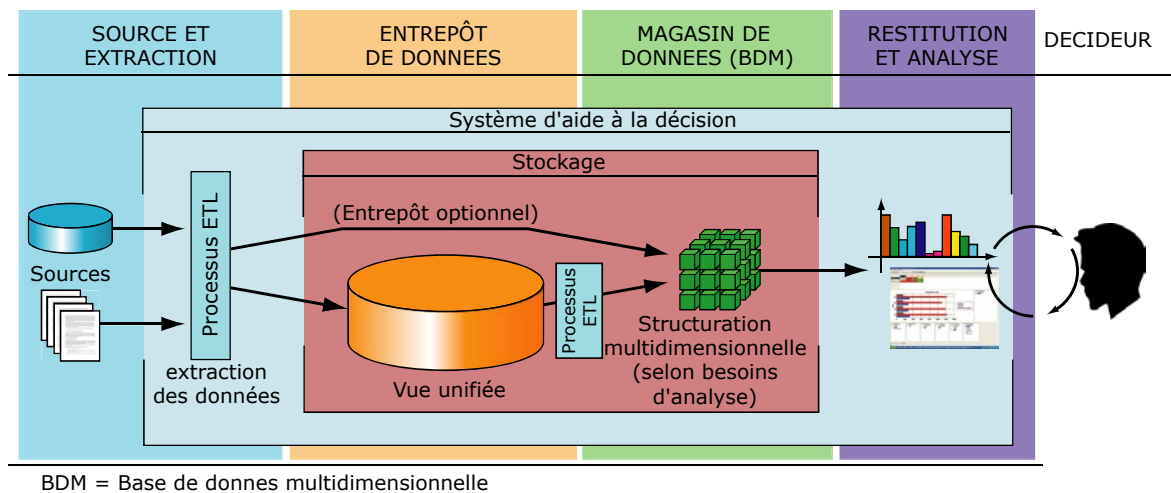 SOURCE ET
EXTRACTION
ENTREPÔT
DE DONNEES
MAGASIN DE
DONNEES (BDM)
RESTITUTION
ET ANALYSE
DECIDEUR
Système d'aide à la décision
Stockage
(Entrepôt optionnel)
Processus ETL
Sources
Processus
ETL
Structuration
multidimensionnelle
(selon besoins
d'analyse)
extraction
des données
Vue unifiée
BDM = Base de donnes multidimensionnelle